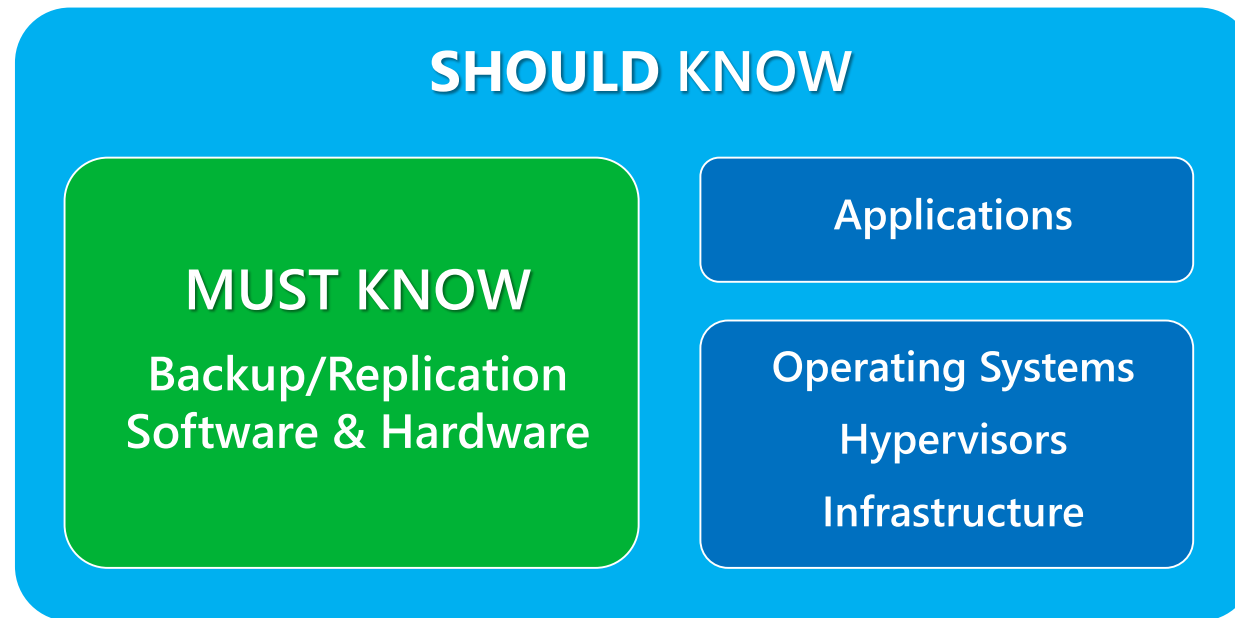 SHOULD KNOW
MUST KNOW
Backup/Replication
Software & Hardware
Applications
Operating Systems
Hypervisors
Infrastructure